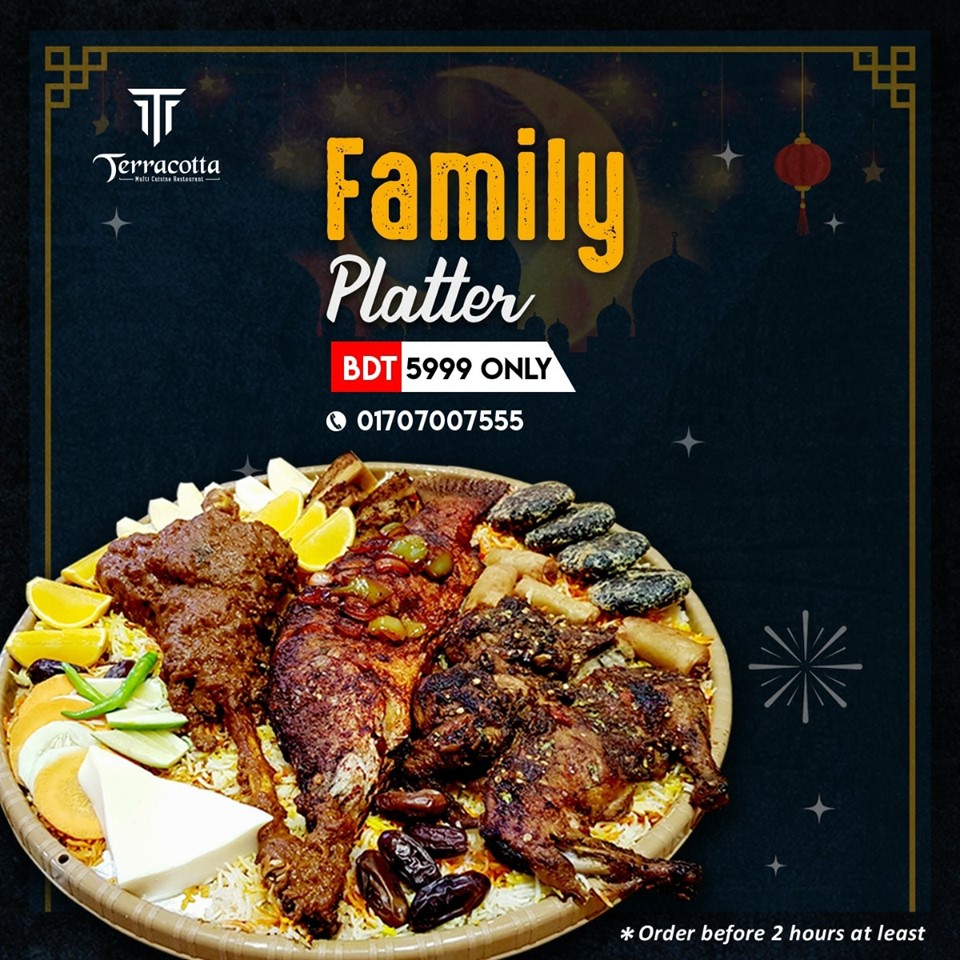 Terracotta
Multi Cuisine Restaurant
Family
Platter
BDT 5999 ONLY
01707007555
*Order before 2 hours at least